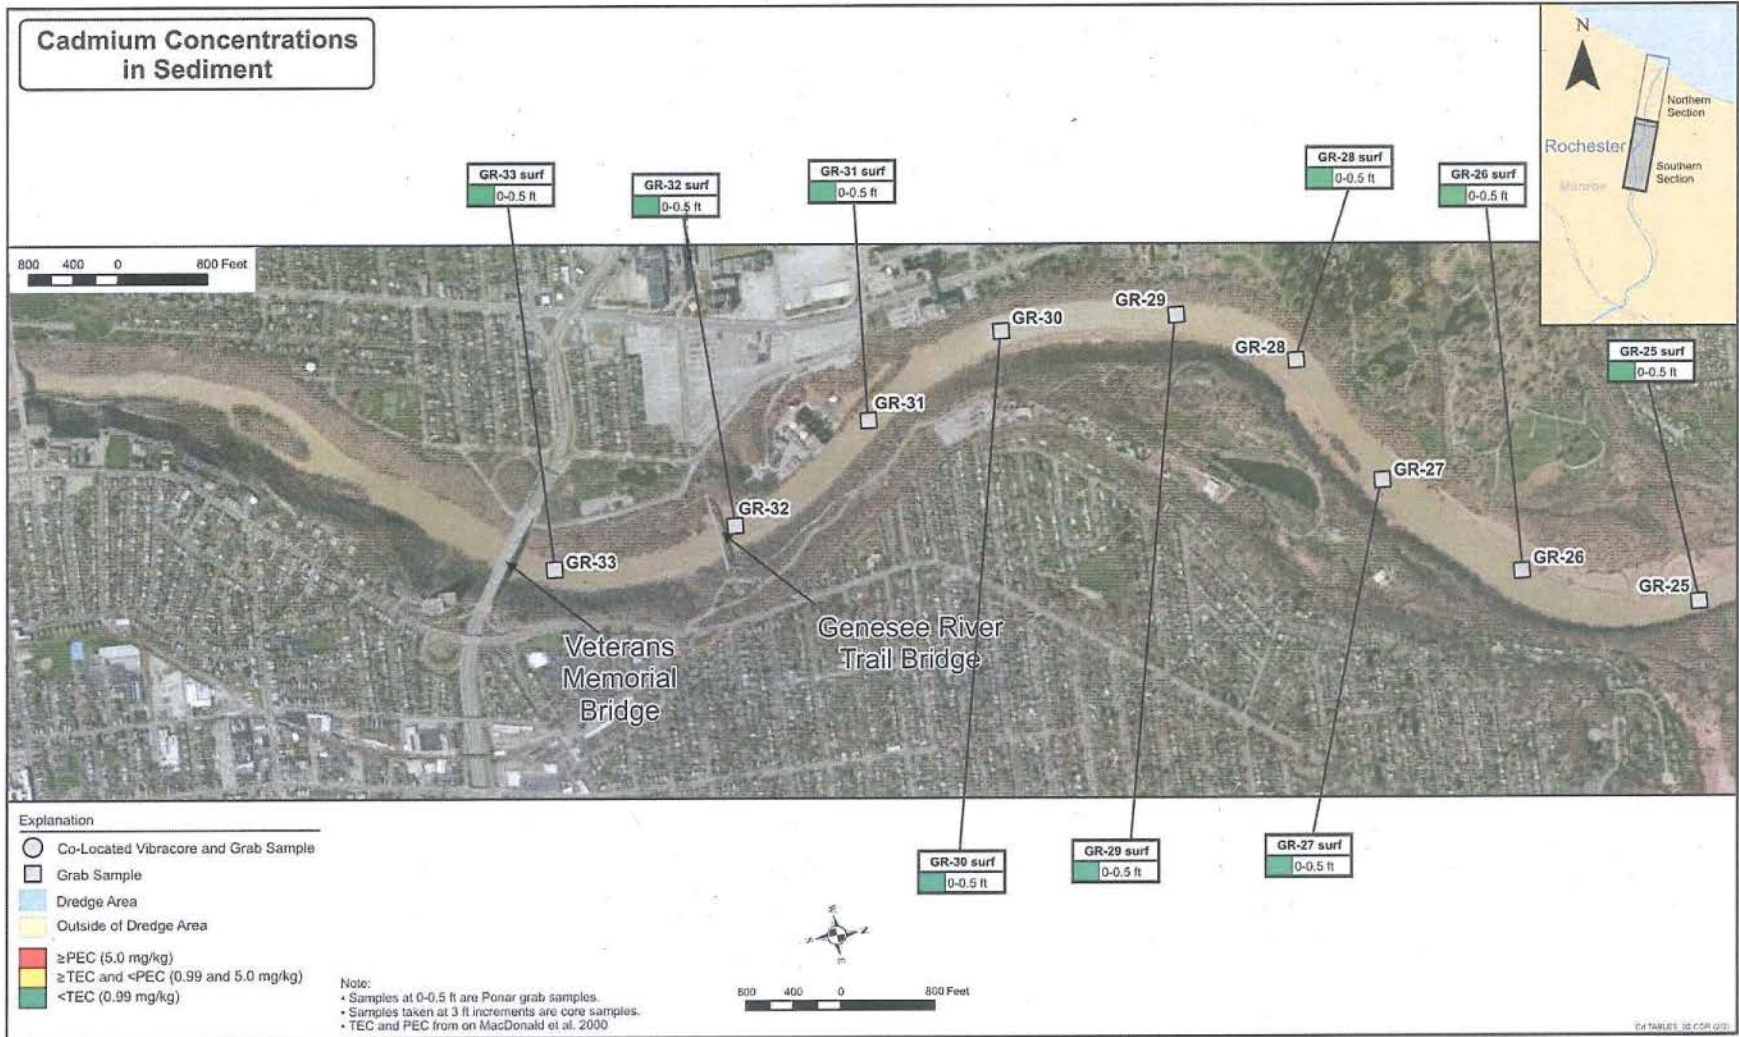 Cadmium Concentrations
in Sediment
N
Northern
Section
Rochester
Southern
Section
Monroe
GR-33 surf
0-0.5 ft
GR-32 surf
0-0.5 ft
GR-31 surf
0-0.5 ft
GR-28 surf
0-0.5 ft
GR-26 surf
0-0.5 ft
GR-25 surf
0-0.5 ft
800 400 0 800 Feet
GR-30
GR-29
GR-28
GR-31
GR-27
GR-32
GR-33
GR-26
GR-25
Veterans
Memorial
Bridge
Genesee River
Trail Bridge
GR-30 surf
0-0.5 ft
GR-29 surf
0-0.5 ft
GR-27 surf
0-0.5 ft
Explanation
Co-Located Vibracore and Grab Sample
Grab Sample
Dredge Area
Outside of Dredge Area
≥PEC (5.0 mg/kg)
≥TEC and <PEC (0.99 and 5.0 mg/kg)
<TEC (0.99 mg/kg)
Note:
• Samples at 0-0.5 ft are Ponar grab samples.
• Samples taken at 3 ft increments are core samples.
• TEC and PEC from on MacDonald et al. 2000
W
N
S
E
800 400 0 800 Feet